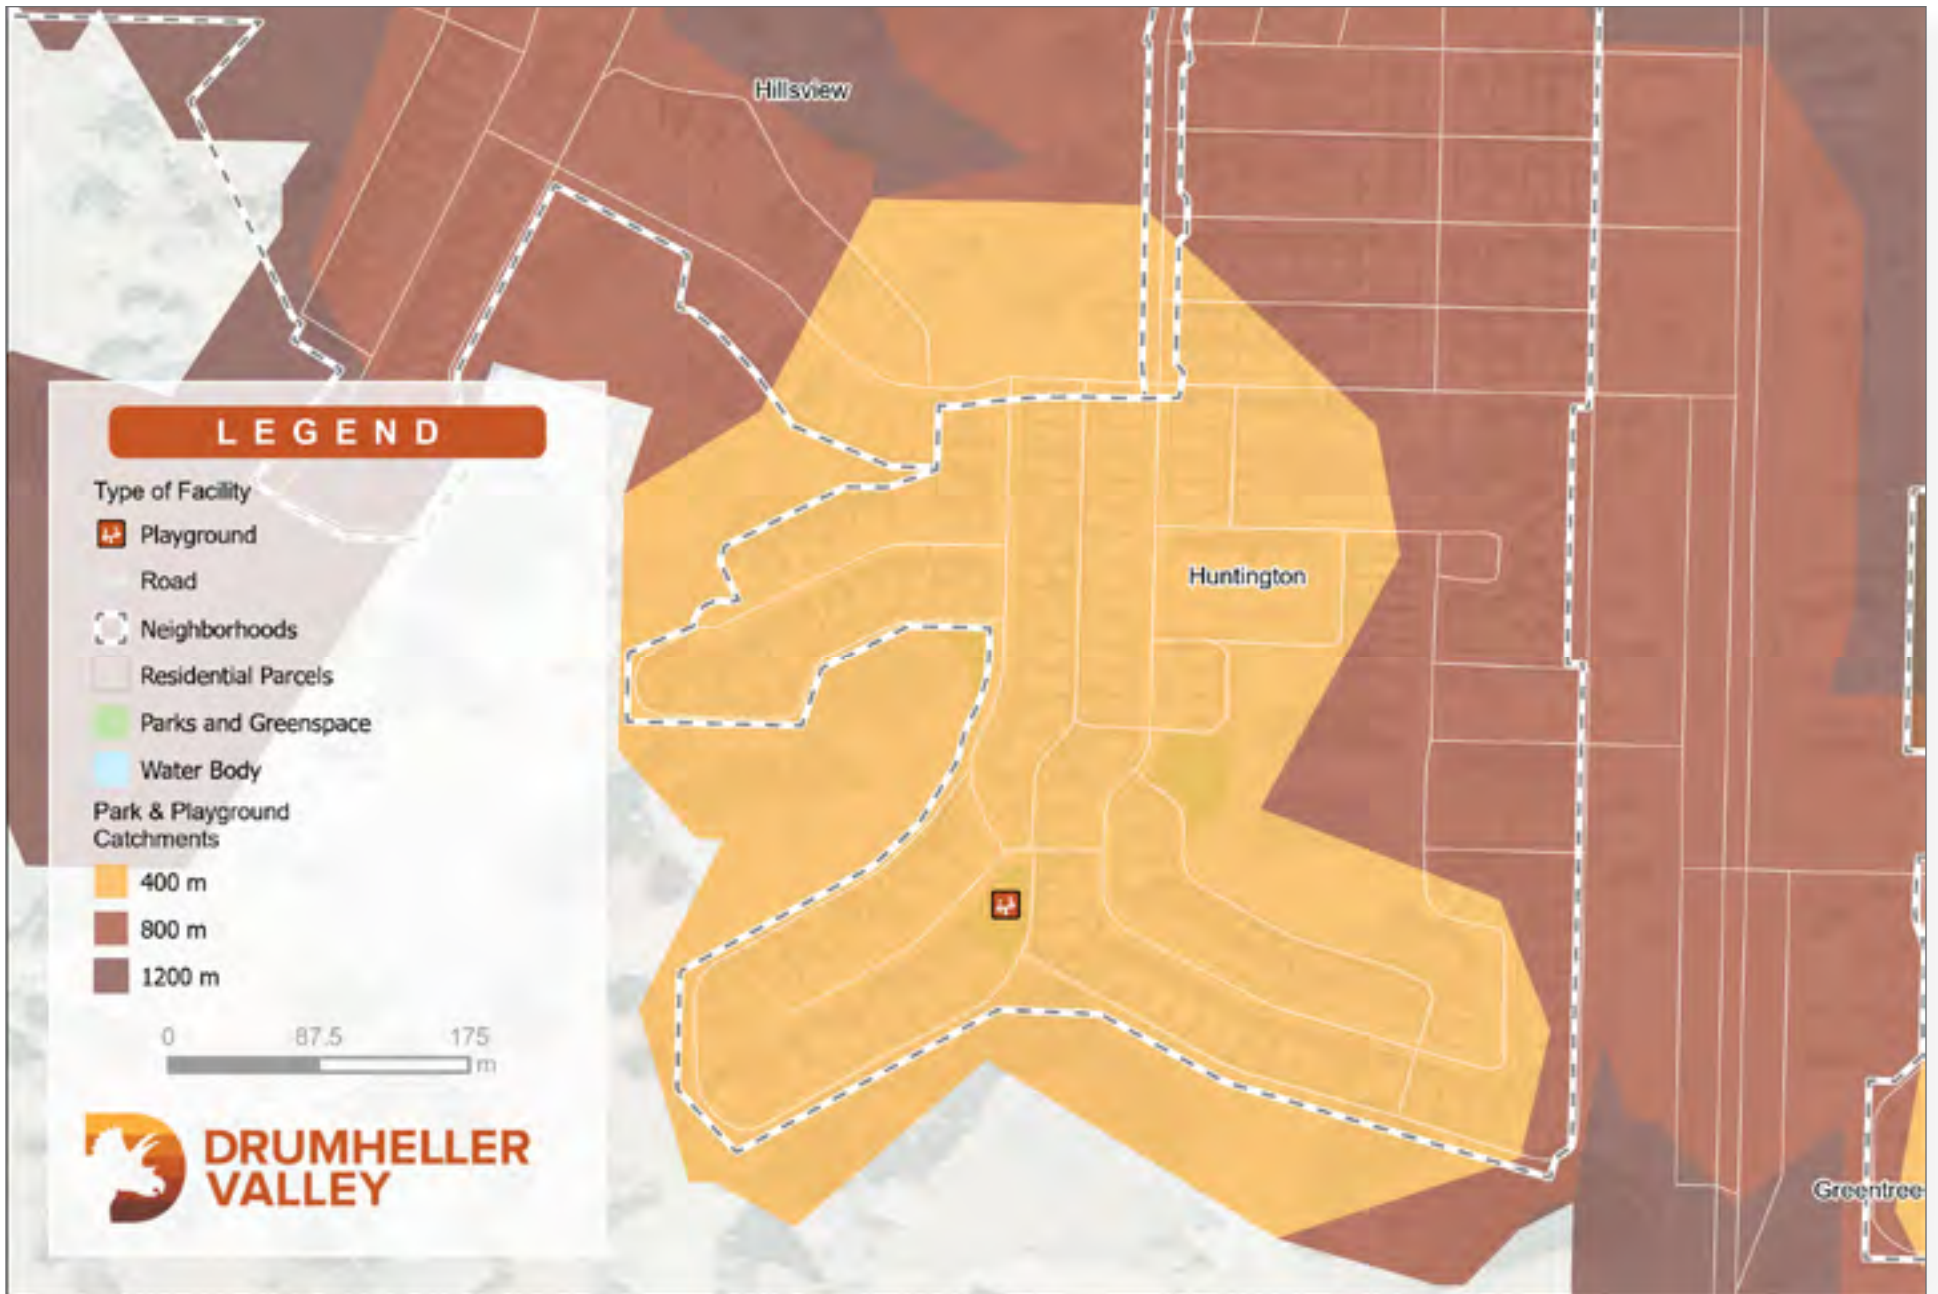 Hillsview
LEGEND
Type of Facility
Playground
Road
Huntington
Neighborhoods
Residential Parcels
Parks and Greenspace
Water Body
Park & Playground
Catchments
400 m
800 m
1200 m
0 87.5 175
m
DRUMHELLER
VALLEY
Greentree